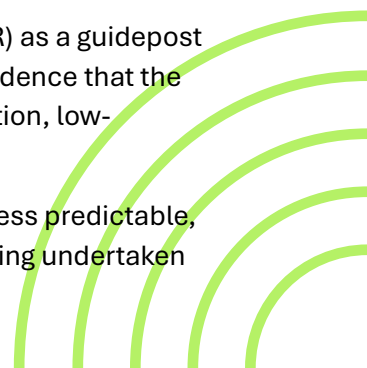 R) as a guidepost
dence that the
tion, low-
ess predictable,
ing undertaken